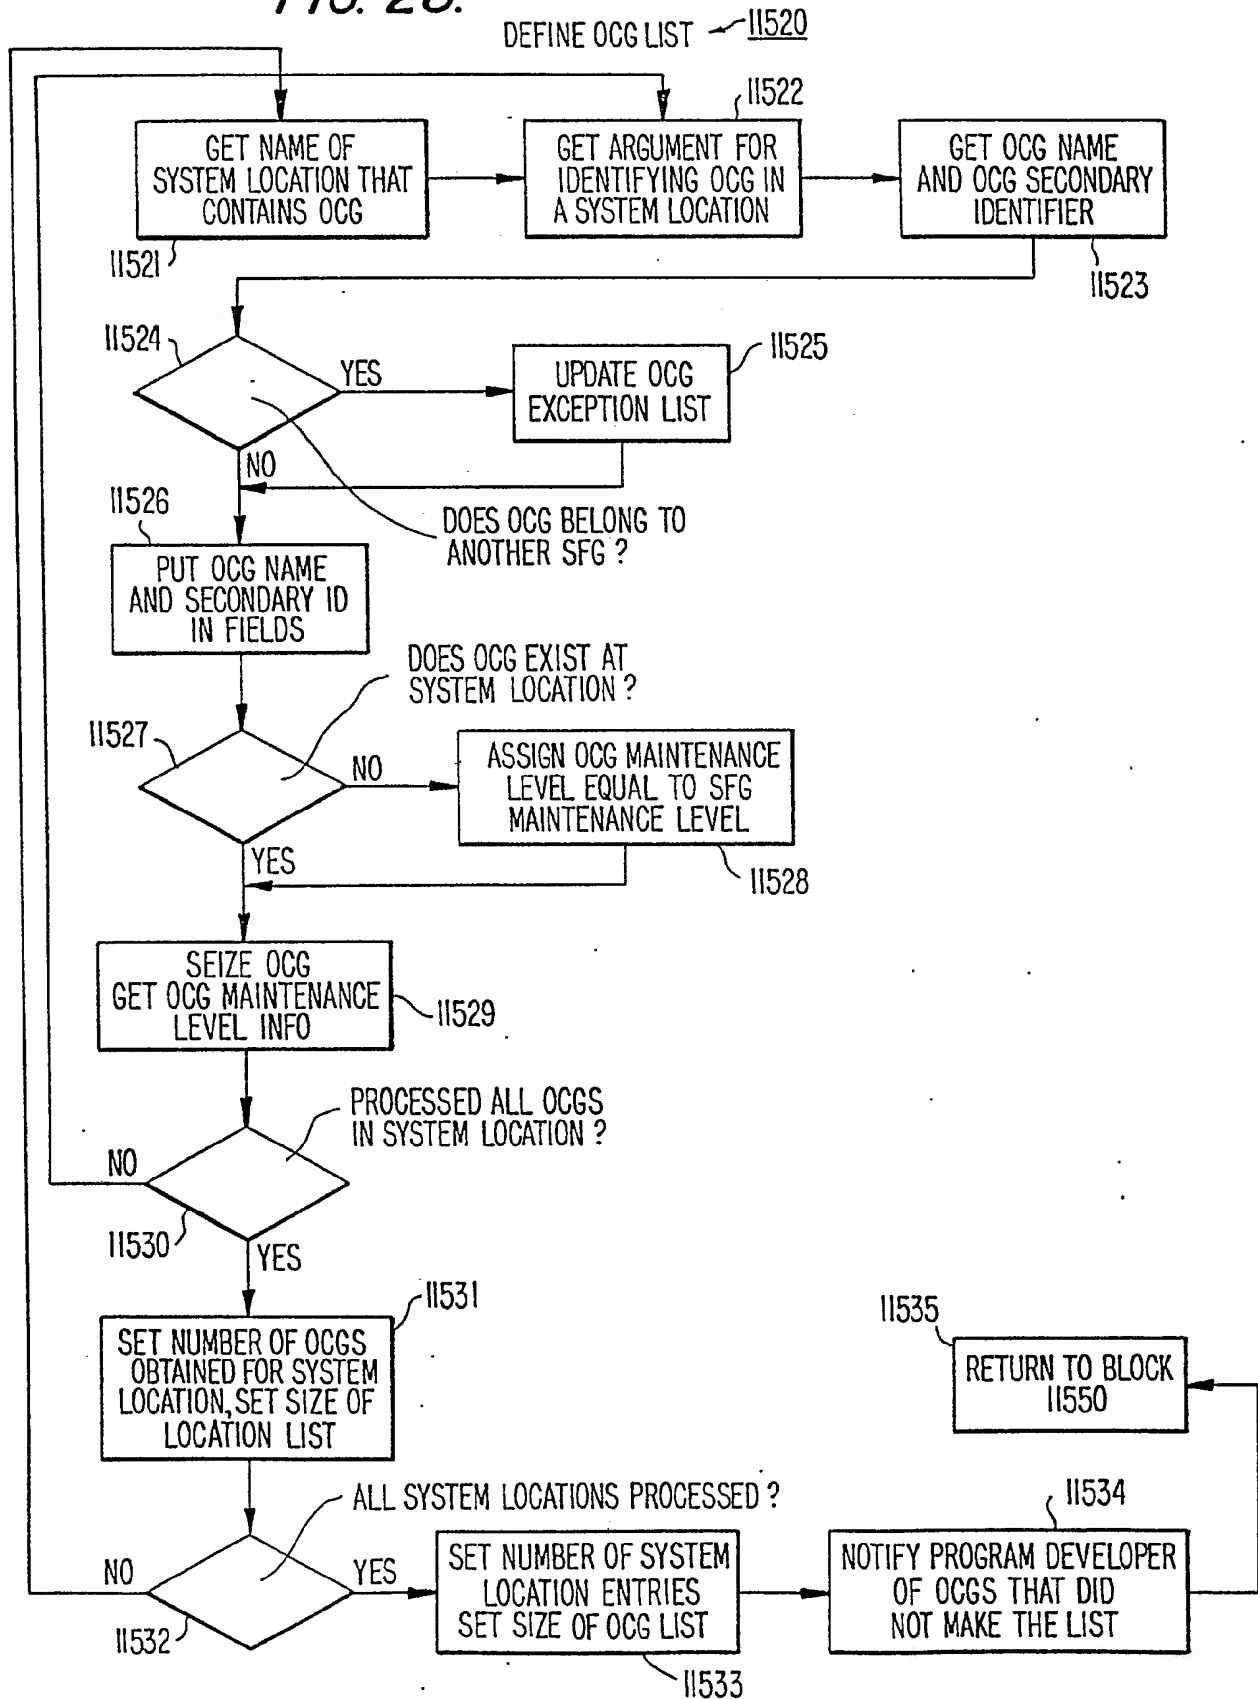 FIG. 28.
DEFINE OCG LIST
11520
11522
GET NAME OF
SYSTEM LOCATION THAT
CONTAINS OCG
GET ARGUMENT FOR
IDENTIFYING OCG IN
A SYSTEM LOCATION
GET OCG NAME
AND OCG SECONDARY
IDENTIFIER
11521
11523
11524
YES
UPDATE OCG
EXCEPTION LIST
11525
NO
DOES OCG BELONG TO
ANOTHER SFG ?
11526
PUT OCG NAME
AND SECONDARY ID
IN FIELDS
DOES OCG EXIST AT
SYSTEM LOCATION ?
11527
NO
ASSIGN OCG MAINTENANCE
LEVEL EQUAL TO SFG
MAINTENANCE LEVEL
YES
11528
SEIZE OCG
GET OCG MAINTENANCE
LEVEL INFO
11529
PROCESSED ALL OCGS
IN SYSTEM LOCATION ?
NO
11530
YES
11531
SET NUMBER OF OCGS
OBTAINED FOR SYSTEM
LOCATION, SET SIZE OF
LOCATION LIST
11535
RETURN TO BLOCK
11550
ALL SYSTEM LOCATIONS PROCESSED ?
11534
NO
YES
11532
SET NUMBER OF SYSTEM
LOCATION ENTRIES
SET SIZE OF OCG LIST
11533
NOTIFY PROGRAM DEVELOPER
OF OCGS THAT DID
NOT MAKE THE LIST